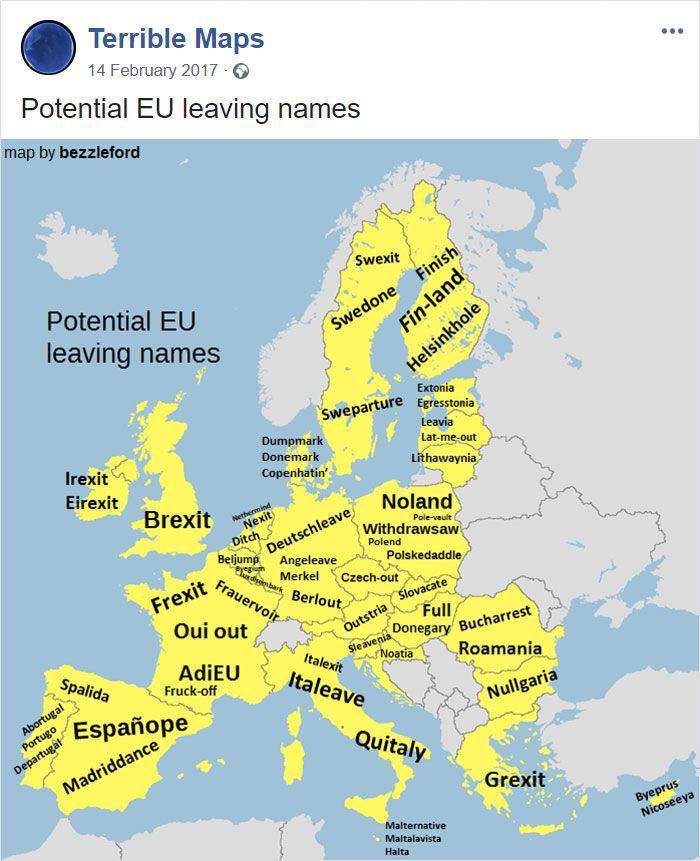 Terrible Maps
14 February 2017 ·
Potential EU leaving names
map by bezzleford
Potential EU
leaving names
Swexit
Swedone
Sweparture
Finish
Fin-land
Helsinkhole
Extonia
Egresstonia
Leavia
Lat-me-out
Lithawaynia
Dumpmark
Donemark
Copenhatin'
Irexit
Eirexit
Brexit
Nethermind
Nexit
Ditch
Beljump
Byegium
Luxdisembark
Deutschleave
Angeleave
Merkel
Berlout
Noland
Pole-vault
Withdrawsaw
Polend
Polskedaddle
Czech-out
Slovacate
Outstria
Full
Donegary
Sleavenia
Noatia
Bucharrest
Roamania
Nullgaria
Frexit
Frauervoir
Oui out
AdiEU
Fruck-off
Spalida
Españope
Madriddance
Abortugal
Portugo
Departugal
Italexit
Italeave
Quitaly
Grexit
Byeprus
Nicoseeya
Malternative
Maltalavista
Halta